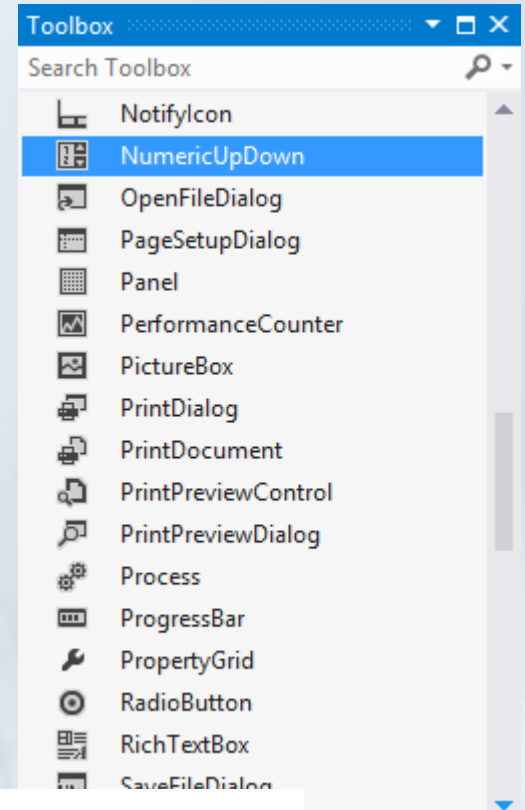 Toolbox
Search Toolbox
NotifyIcon
NumericUpDown
OpenFileDialog
PageSetupDialog
Panel
PerformanceCounter
PictureBox
PrintDialog
PrintDocument
PrintPreviewControl
PrintPreviewDialog
Process
ProgressBar
PropertyGrid
RadioButton
RichTextBox
SaveFileDialog